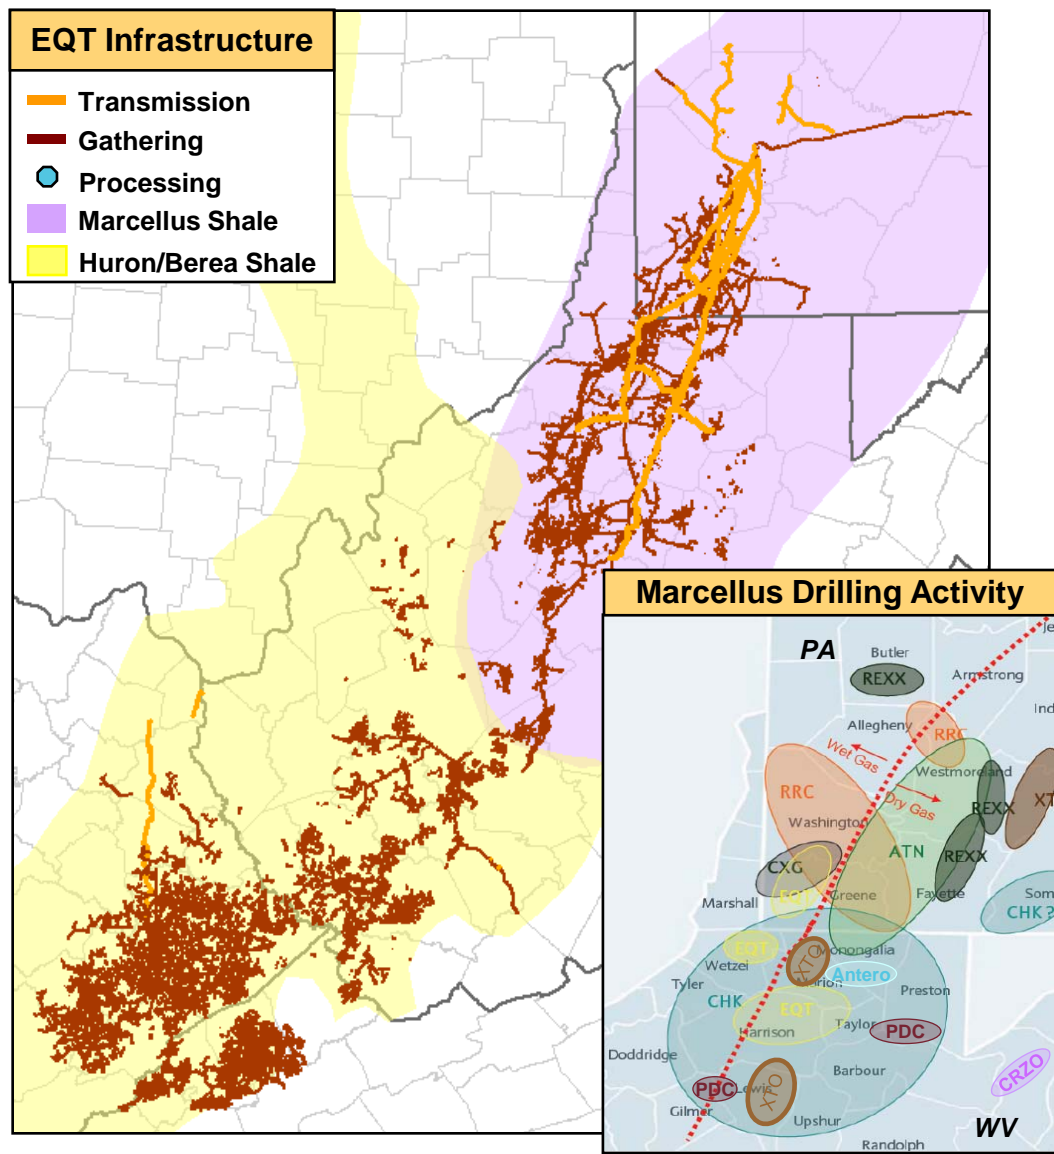 EQT Infrastructure
Transmission
Gathering
Processing
Marcellus Shale
Huron/Berea Shale
Marcellus Drilling Activity
PA
Butler
REXX
Armstrong
Allegheny
RRC
Wet Gas
Westmoreland
Dry Gas
RRC
REXX
Washington
ATN
REXX
CXG
EQT
Greene
Fayette
Marshall
CHK ?
EQT
Monongalia
Wetzel
XTO
Antero
Tyler
CHK
Preston
EQT
Harrison
Taylor
PDC
Doddridge
Barbour
CRZO
PDC
Lewis
XTO
Gilmer
Upshur
WV
Randolph